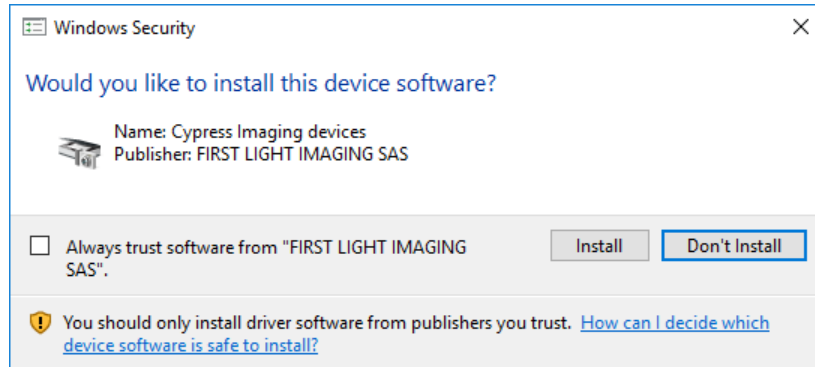 Windows Security
Would you like to install this device software?
Name: Cypress Imaging devices
Publisher: FIRST LIGHT IMAGING SAS
Always trust software from "FIRST LIGHT IMAGING
SAS".
Install
Don't Install
You should only install driver software from publishers you trust. How can I decide which
device software is safe to install?